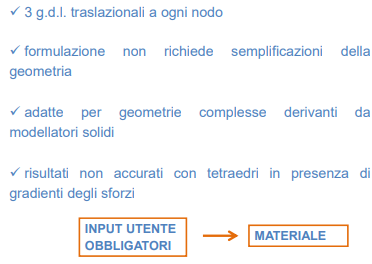 ✓ 3 g.d.l. traslazionali a ogni nodo
✓ formulazione non richiede semplificazioni della
geometria
✓ adatte per geometrie complesse derivanti da
modellatori solidi
✓ risultati non accurati con tetraedri in presenza di
gradienti degli sforzi
INPUT UTENTE
OBBLIGATORI
MATERIALE